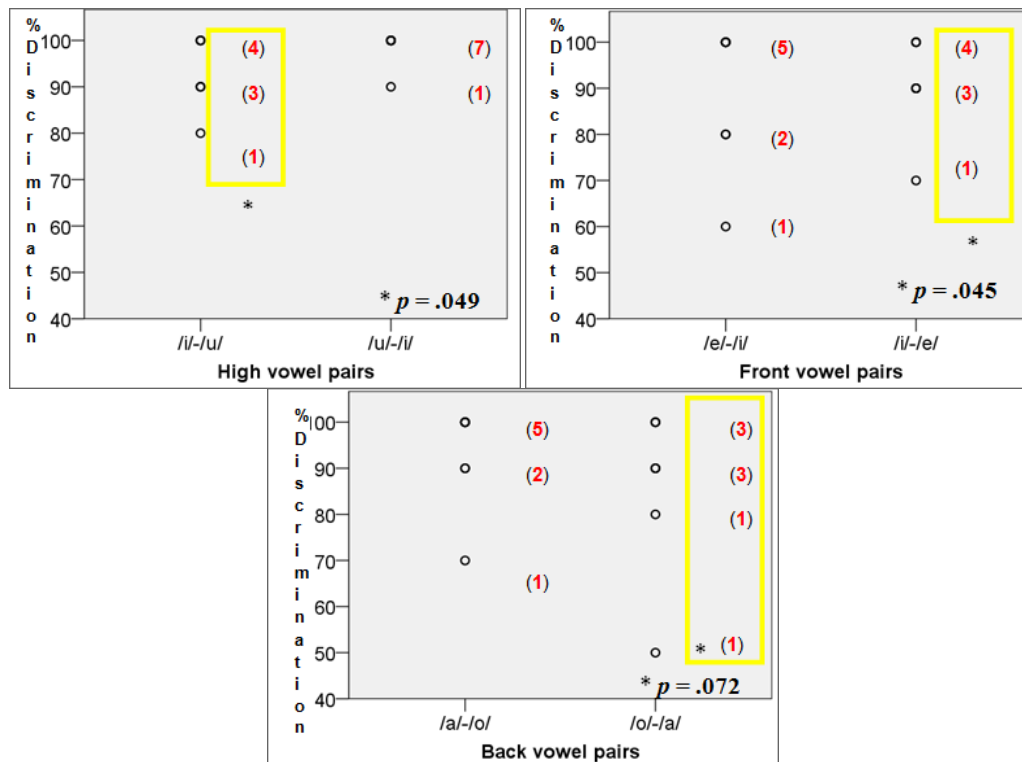 % Discrimination
100
90
80
70
60
50
40
(4)
(3)
(1)
*
(7)
(1)
* p = .049
/i/-/u/
/u/-/i/
High vowel pairs
% Discrimination
100
90
80
70
60
50
40
(5)
(2)
(1)
(4)
(3)
(1)
*
* p = .045
/e/-/i/
/i/-/e/
Front vowel pairs
% Discrimination
100
90
80
70
60
50
40
(5)
(2)
(1)
(3)
(3)
(1)
* (1)
* p = .072
/a/-/o/
/o/-/a/
Back vowel pairs